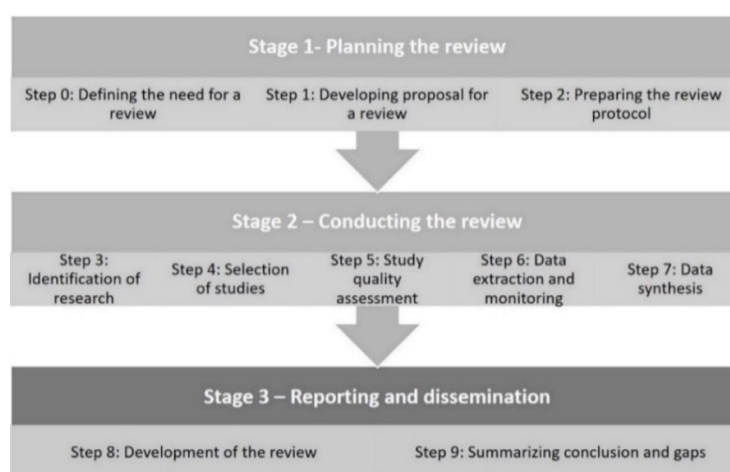 Stage 1- Planning the review
Step 0: Defining the need for a
review
Step 1: Developing proposal for
a review
Step 2: Preparing the review
protocol
Stage 2 – Conducting the review
Step 3:
Identification of
research
Step 4: Selection
of studies
Step 5: Study
quality
assessment
Step 6: Data
extraction and
monitoring
Step 7: Data
synthesis
Stage 3 – Reporting and dissemination
Step 8: Development of the review
Step 9: Summarizing conclusion and gaps